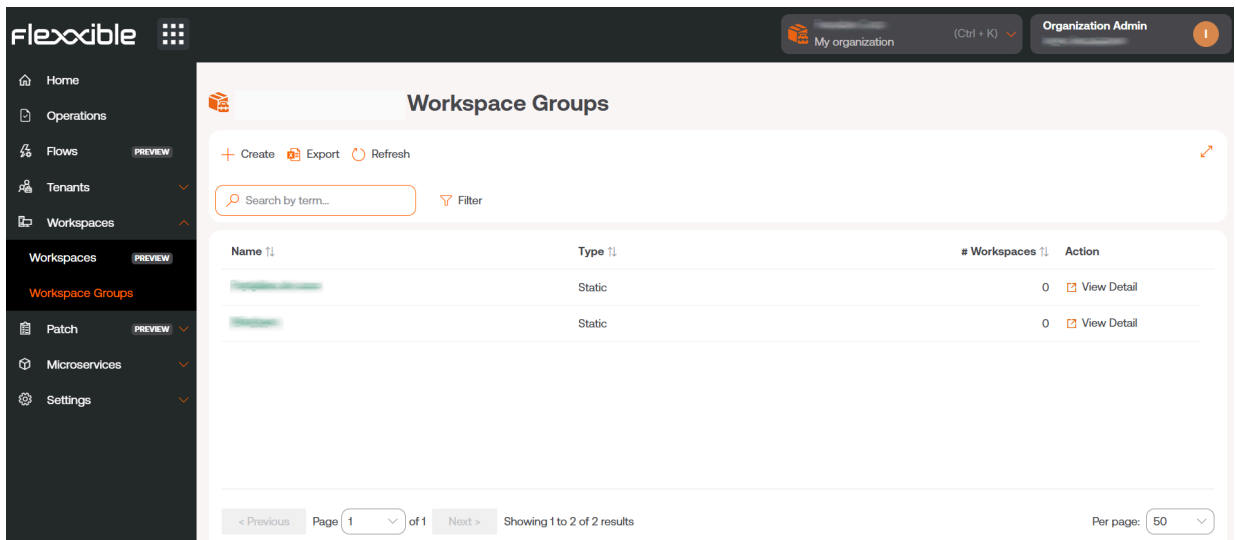 Flexxible
My organization
(Ctrl + K)
Organization Admin
I
Home
Operations
Flows PREVIEW
Tenants
Workspaces
Workspaces PREVIEW
Workspace Groups
Patch PREVIEW
Microservices
Settings
Workspace Groups
Create Export Refresh
Search by term... Filter
Name Type # Workspaces Action
Static 0 View Detail
Static 0 View Detail
< Previous Page 1 of 1 Next > Showing 1 to 2 of 2 results Per page: 50